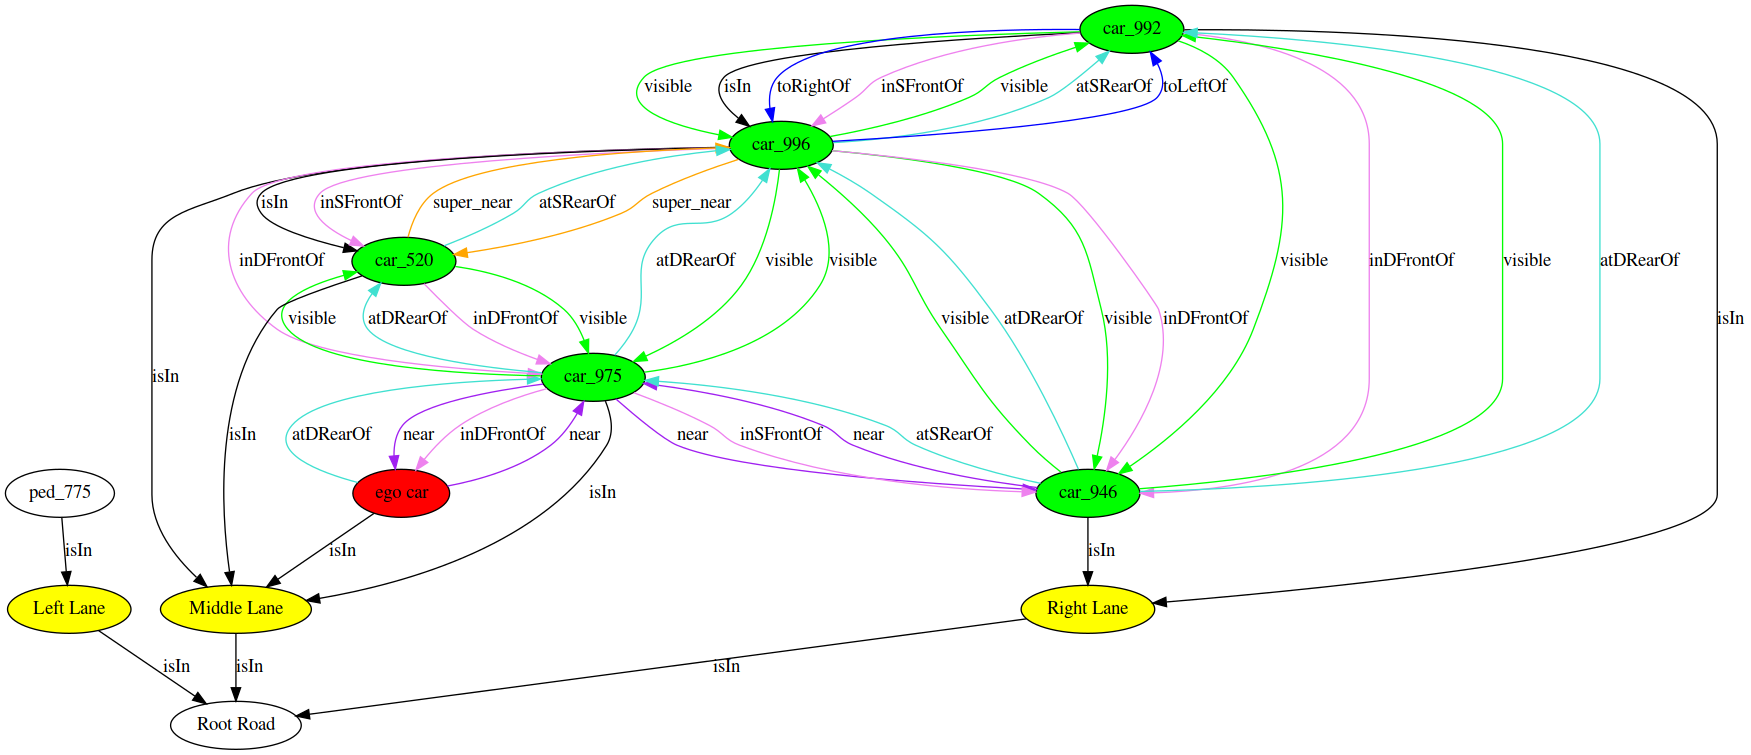 car_992
visible
isIn
toRightOf
inSFrontOf
visible
atSRearOf
toLeftOf
car_996
isIn
inSFrontOf
super_near
atSRearOf
super_near
inDFrontOf
car_520
atDRearOf
visible
visible
visible
inDFrontOf
visible
atDRearOf
visible
atDRearOf
inDFrontOf
visible
visible
atDRearOf
visible
inDFrontOf
isIn
isIn
car_975
isIn
atDRearOf
near
inDFrontOf
near
near
inSFrontOf
near
atSRearOf
ped_775
ego car
isIn
car_946
isIn
isIn
isIn
Left Lane
Middle Lane
Right Lane
isIn
isIn
isIn
Root Road